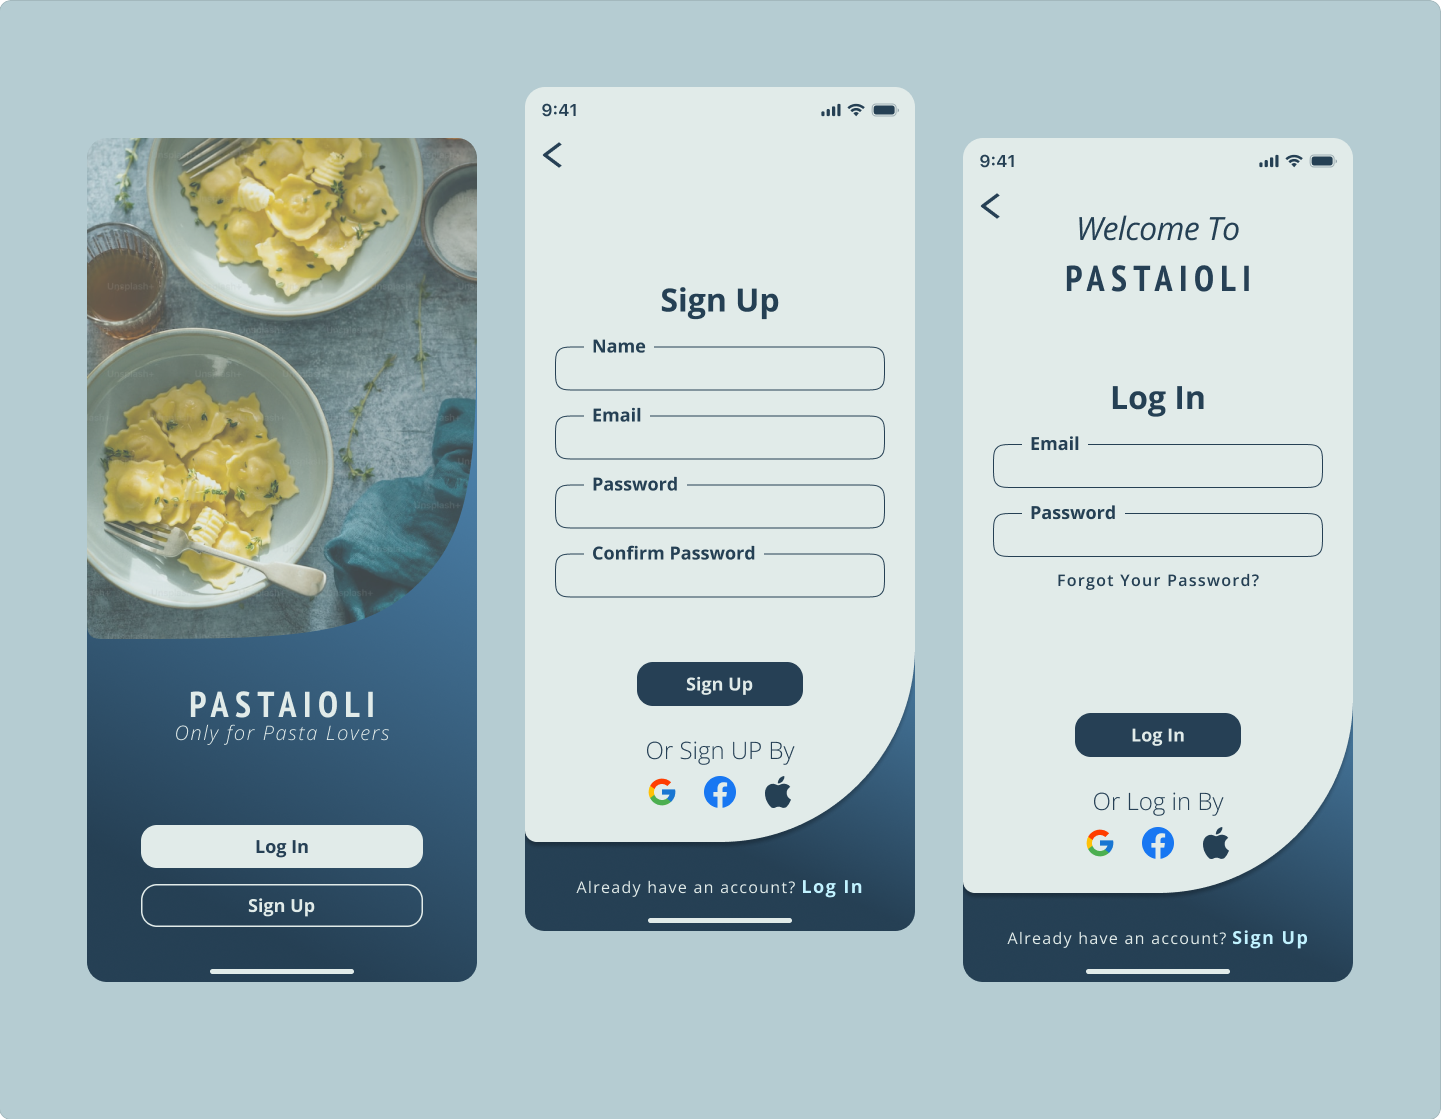 Unsplash+
PASTAIOLI
Only for Pasta Lovers
Log In
Sign Up
9:41
Sign Up
Name
Email
Password
Confirm Password
Sign Up
Or Sign UP By
Already have an account? Log In
9:41
Welcome To
PASTAIOLI
Log In
Email
Password
Forgot Your Password?
Log In
Or Log in By
Already have an account? Sign Up